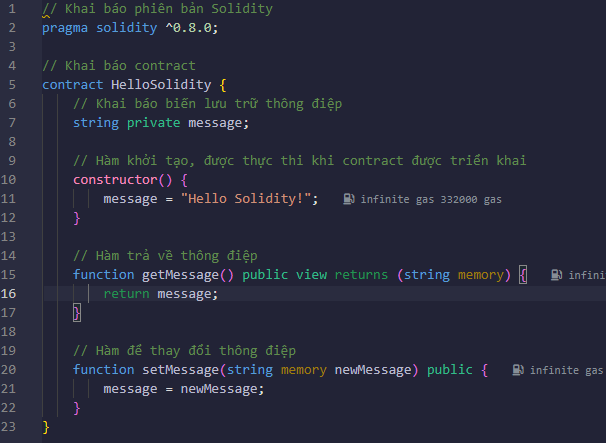 1 // Khai báo phiên bản Solidity
2 pragma solidity ^0.8.0;
3
4 // Khai báo contract
5 contract HelloSolidity {
6 // Khai báo biến lưu trữ thông điệp
7 string private message;
8
9 // Hàm khởi tạo, được thực thi khi contract được triển khai
10 constructor() {
11 message = "Hello Solidity!"; infinite gas 332000 gas
12 }
13
14 // Hàm trả về thông điệp
15 function getMessage() public view returns (string memory) { infini
16 return message;
17 }
18
19 // Hàm để thay đổi thông điệp
20 function setMessage(string memory newMessage) public { infinite gas
21 message = newMessage;
22 }
23 }